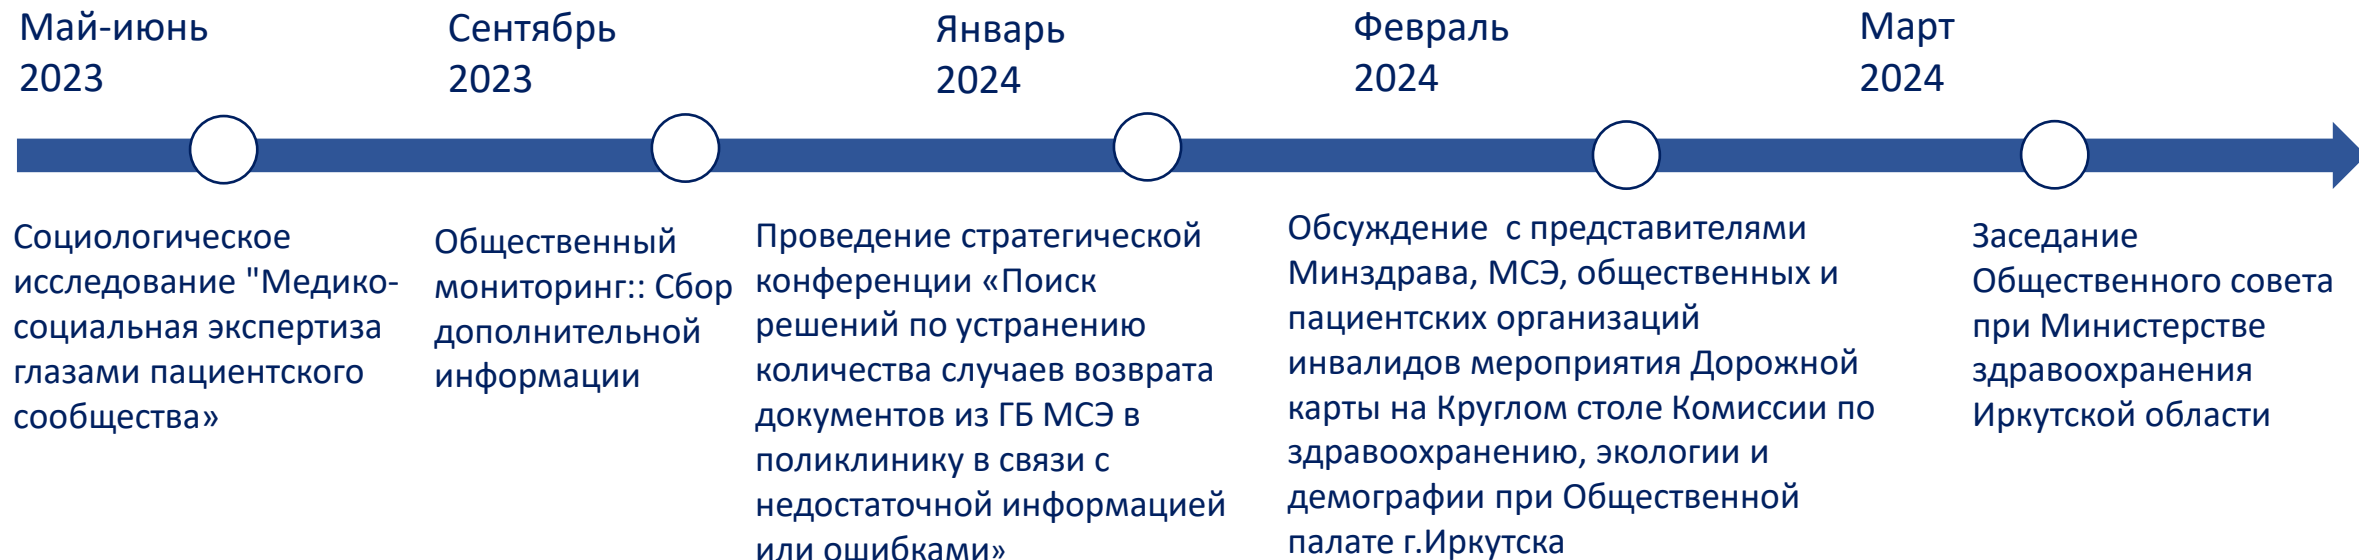 Май-июнь
2023
Сентябрь
2023
Январь
2024
Февраль
2024
Март
2024
Социологическое
исследование "Медико-
социальная экспертиза
глазами пациентского
сообщества»
Общественный
мониторинг:: Сбор
дополнительной
информации
Проведение стратегической
конференции «Поиск
решений по устранению
количества случаев возврата
документов из ГБ МСЭ в
поликлинику в связи с
недостаточной информацией
или ошибками»
Обсуждение с представителями
Минздрава, МСЭ, общественных и
пациентских организаций
инвалидов мероприятия Дорожной
карты на Круглом столе Комиссии по
здравоохранению, экологии и
демографии при Общественной
палате г.Иркутска
Заседание
Общественного совета
при Министерстве
здравоохранения
Иркутской области